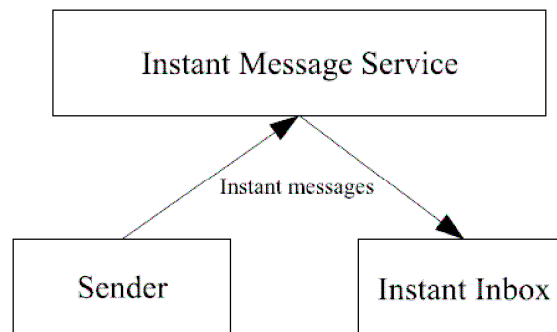 Instant Message Service
Instant messages
Sender
Instant Inbox